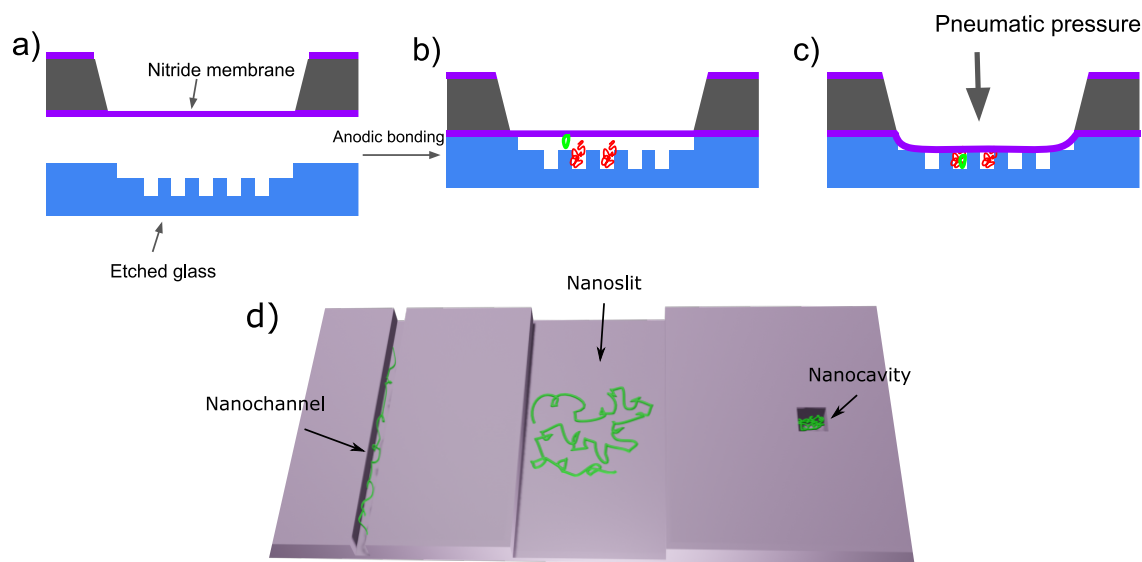 a)
Nitride membrane
Etched glass
Anodic bonding
b)
c)
Pneumatic pressure
d)
Nanochannel
Nanoslit
Nanocavity